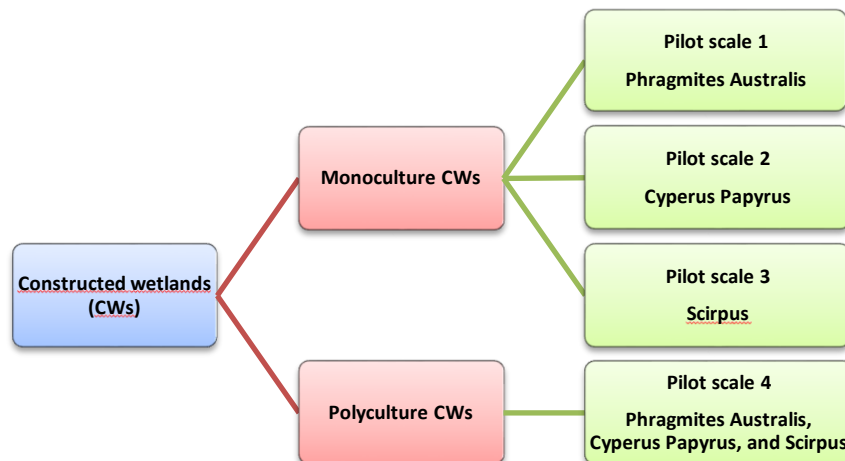 Pilot scale 1
Phragmites Australis
Monoculture CWs
Pilot scale 2
Cyperus Papyrus
Constructed wetlands
(CWs)
Pilot scale 3
Scirpus
Polyculture CWs
Pilot scale 4
Phragmites Australis,
Cyperus Papyrus, and Scirpus